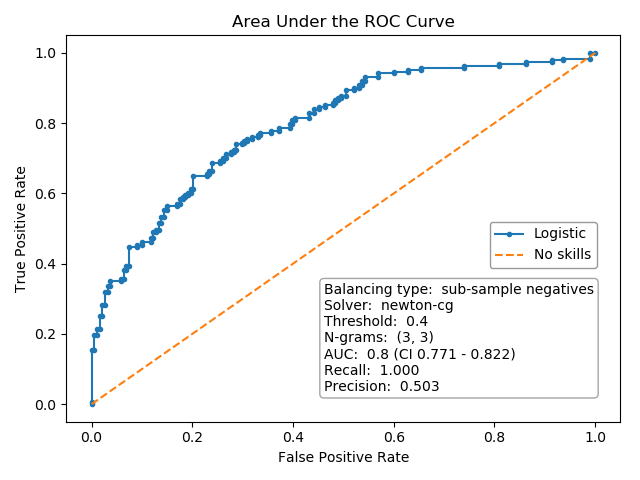 Area Under the ROC Curve
True Positive Rate
1.0
0.8
0.6
0.4
0.2
0.0
Logistic
No skills
Balancing type:  sub-sample negatives
Solver:  newton-cg
Threshold:  0.4
N-grams:  (3, 3)
AUC:  0.8 (CI 0.771 - 0.822)
Recall:  1.000
Precision:  0.503
0.0 0.2 0.4 0.6 0.8 1.0
False Positive Rate